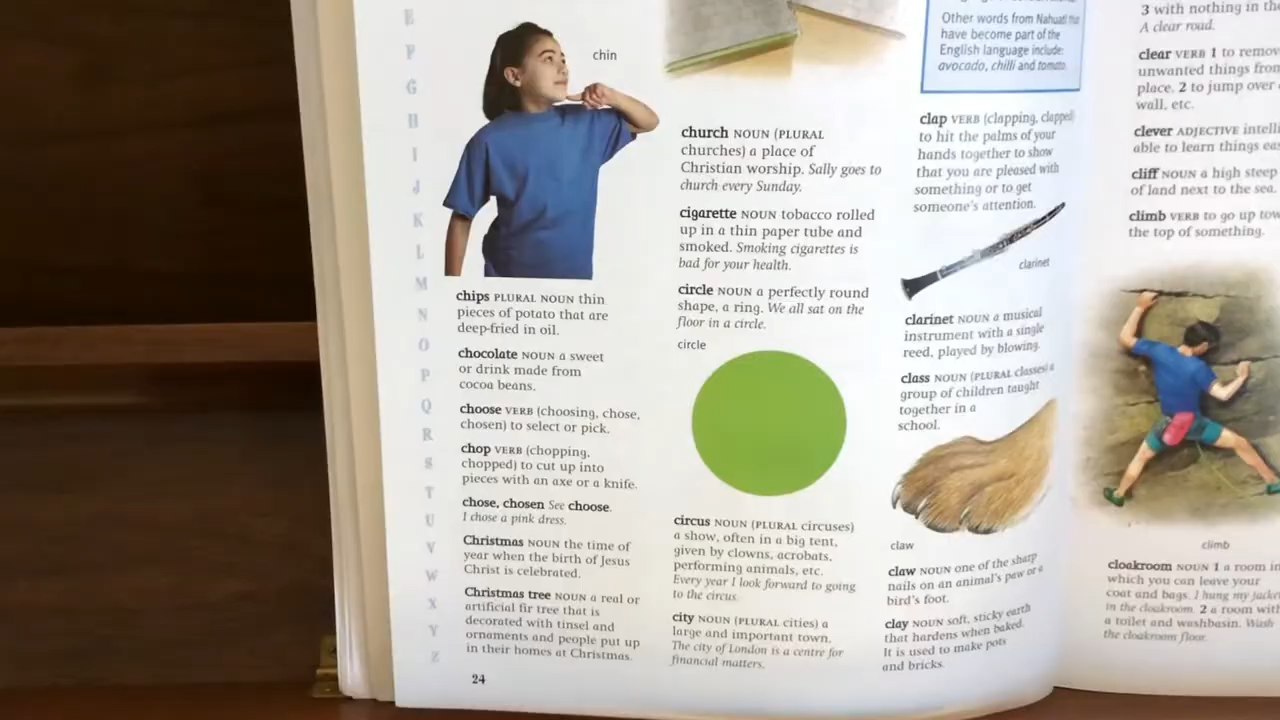 E
F
G
H
I
J
K
L
M
N
O
P
Q
R
S
T
U
V
W
X
Y
Z
chin
chips PLURAL NOUN thin
pieces of potato that are
deep-fried in oil.
chocolate NOUN a sweet
or drink made from
cocoa beans.
choose VERB (choosing, chose,
chosen) to select or pick.
chop VERB (chopping,
chopped) to cut up into
pieces with an axe or a knife.
chose, chosen See choose.
I chose a pink dress.
Christmas NOUN the time of
year when the birth of Jesus
Christ is celebrated.
Christmas tree NOUN a real or
artificial fir tree that is
decorated with tinsel and
ornaments and people put up
in their homes at Christmas.
24
church NOUN (PLURAL
churches) a place of
Christian worship. Sally goes to
church every Sunday.
cigarette NOUN tobacco rolled
up in a thin paper tube and
smoked. Smoking cigarettes is
bad for your health.
circle NOUN a perfectly round
shape, a ring. We all sat on the
floor in a circle.
circle
circus NOUN (PLURAL circuses)
a show, often in a big tent,
given by clowns, acrobats,
performing animals, etc.
Every year I look forward to going
to the circus.
city NOUN (PLURAL cities) a
large and important town.
The city of London is a centre for
financial matters.
Other words from Nahuatl that
have become part of the
English language include:
avocado, chilli and tomato.
clap VERB (clapping, clapped)
to hit the palms of your
hands together to show
that you are pleased with
something or to get
someone's attention.
clarinet
clarinet NOUN a musical
instrument with a single
reed, played by blowing.
class NOUN (PLURAL classes) a
group of children taught
together in a
school.
claw
claw NOUN one of the sharp
nails on an animal's paw or a
bird's foot.
clay NOUN soft, sticky earth
that hardens when baked.
It is used to make pots
and bricks.
3 with nothing in the
A clear road.
clear VERB 1 to remov
unwanted things from
place. 2 to jump over
wall, etc.
clever ADJECTIVE intell
able to learn things eas
cliff NOUN a high steep
of land next to the sea.
climb VERB to go up tow
the top of something.
climb
cloakroom NOUN 1 a room in
which you can leave your
coat and bags. I hung my jacket
in the cloakroom. 2 a room with
a toilet and washbasin. Wash
the cloakroom floor.